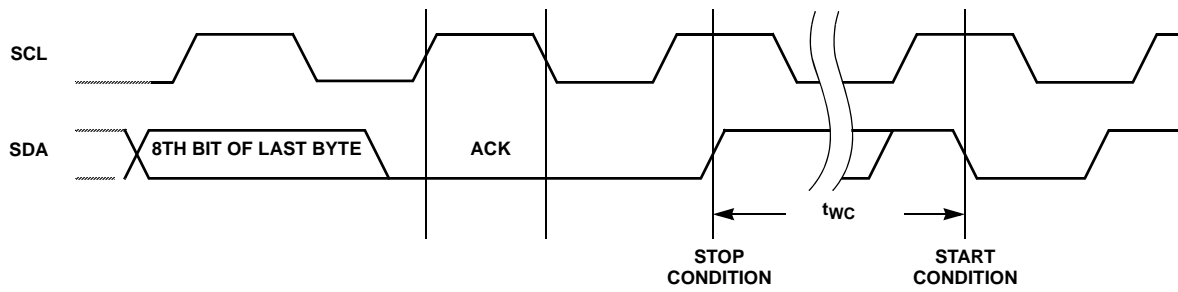 SCL
SDA
8TH BIT OF LAST BYTE
ACK
tWC
STOP
CONDITION
START
CONDITION